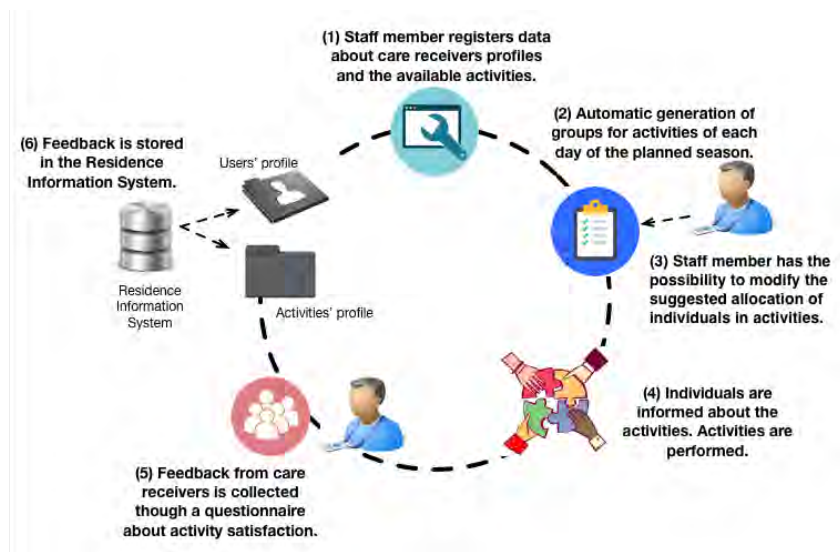 (1) Staff member registers data
about care receivers profiles
and the available activities.
(2) Automatic generation of
groups for activities of each
day of the planned season.
(3) Staff member has the
possibility to modify the
suggested allocation of
individuals in activities.
(4) Individuals are
informed about the
activities. Activities are
performed.
(5) Feedback from care
receivers is collected
though a questionnaire
about activity satisfaction.
(6) Feedback is stored
in the Residence
Information System.
Users' profile
Residence
Information
System
Activities' profile